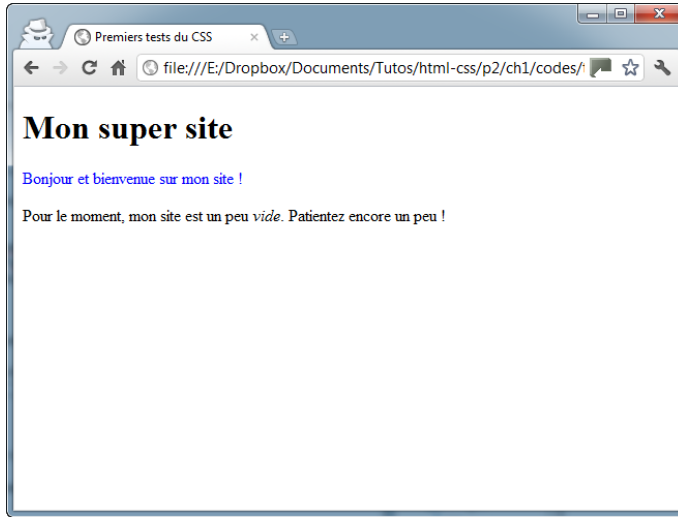 Premiers tests du CSS
file:///E:/Dropbox/Documents/Tutos/html-css/p2/ch1/codes/
Mon super site
Bonjour et bienvenue sur mon site !
Pour le moment, mon site est un peu vide. Patientez encore un peu !